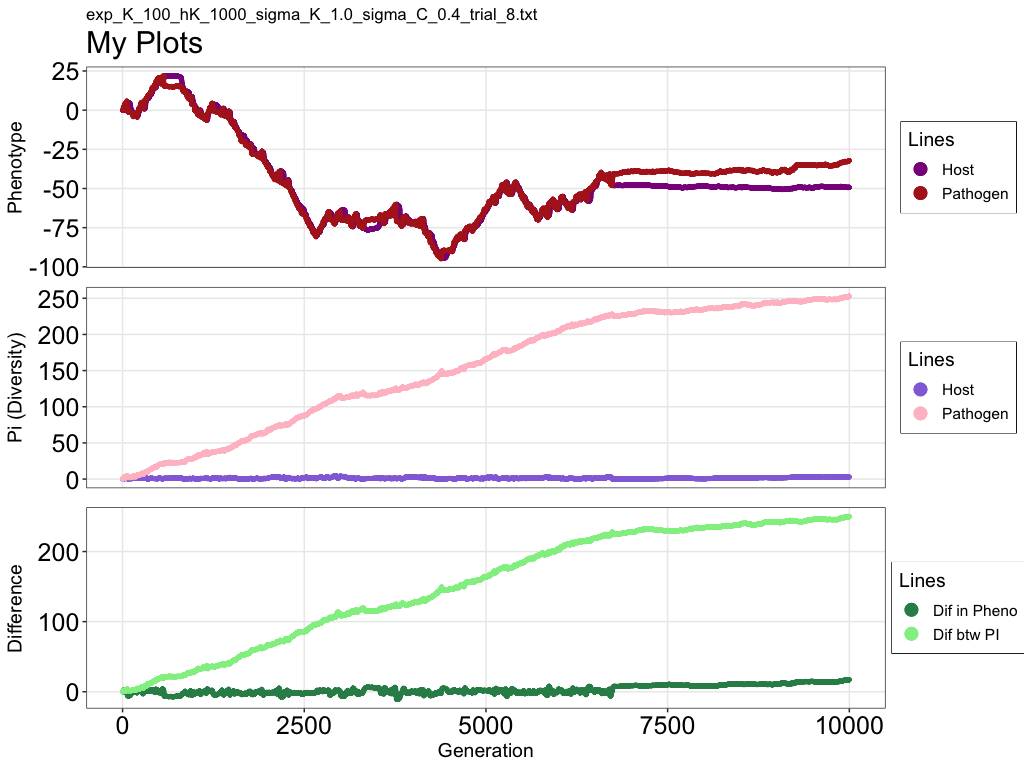 exp_K_100_hK_1000_sigma_K_1.0_sigma_C_0.4_trial_8.txt
My Plots
Phenotype
25
0
-25
-50
-75
-100
Lines
Host
Pathogen
Pi (Diversity)
250
200
150
100
50
0
Lines
Host
Pathogen
Difference
200
100
0
Lines
Dif in Pheno
Dif btw PI
0 2500 5000 7500 10000
Generation